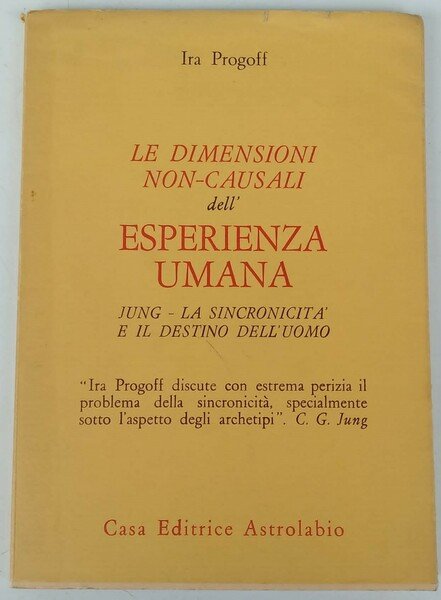 Ira Progoff
LE DIMENSIONI
NON-CAUSALI
dell'
ESPERIENZA
UMANA
JUNG - LA SINCRONICITA'
E IL DESTINO DELL'UOMO
“Ira Progoff discute con estrema perizia il
problema della sincronicità, specialmente
sotto l'aspetto degli archetipi”. C. G. Jung
Casa Editrice Astrolabio